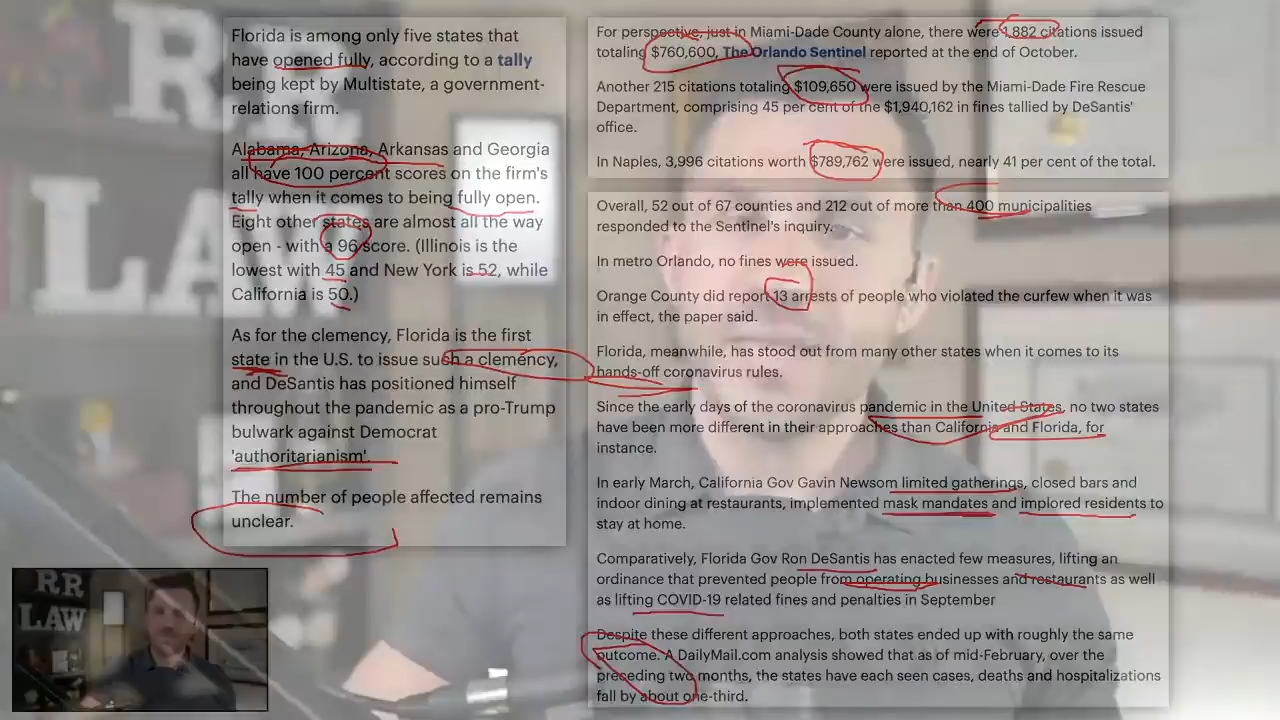 RR
LAW
Florida is among only five states that
have opened fully, according to a tally
being kept by Multistate, a government-
relations firm.
Alabama, Arizona, Arkansas and Georgia
all have 100 percent scores on the firm's
tally when it comes to being fully open.
Eight other states are almost all the way
open - with a 96 score. (Illinois is the
lowest with 45 and New York is 52, while
California is 50.)
As for the clemency, Florida is the first
state in the U.S. to issue such a clemency,
and DeSantis has positioned himself
throughout the pandemic as a pro-Trump
bulwark against Democrat
'authoritarianism'.
The number of people affected remains
unclear.
For perspective, just in Miami-Dade County alone, there were 1,882 citations issued
totaling $760,600, The Orlando Sentinel reported at the end of October.
Another 215 citations totaling $109,650 were issued by the Miami-Dade Fire Rescue
Department, comprising 45 per cent of the $1,940,162 in fines tallied by DeSantis'
office.
In Naples, 3,996 citations worth $789,762 were issued, nearly 41 per cent of the total.
Overall, 52 out of 67 counties and 212 out of more than 400 municipalities
responded to the Sentinel's inquiry.
In metro Orlando, no fines were issued.
Orange County did report 13 arrests of people who violated the curfew when it was
in effect, the paper said.
Florida, meanwhile, has stood out from many other states when it comes to its
hands-off coronavirus rules.
Since the early days of the coronavirus pandemic in the United States, no two states
have been more different in their approaches than California and Florida, for
instance.
In early March, California Gov Gavin Newsom limited gatherings, closed bars and
indoor dining at restaurants, implemented mask mandates and implored residents to
stay at home.
Comparatively, Florida Gov Ron DeSantis has enacted few measures, lifting an
ordinance that prevented people from operating businesses and restaurants as well
as lifting COVID-19 related fines and penalties in September
Despite these different approaches, both states ended up with roughly the same
outcome. A DailyMail.com analysis showed that as of mid-February, over the
preceding two months, the states have each seen cases, deaths and hospitalizations
fall by about one-third.
RR
LAW